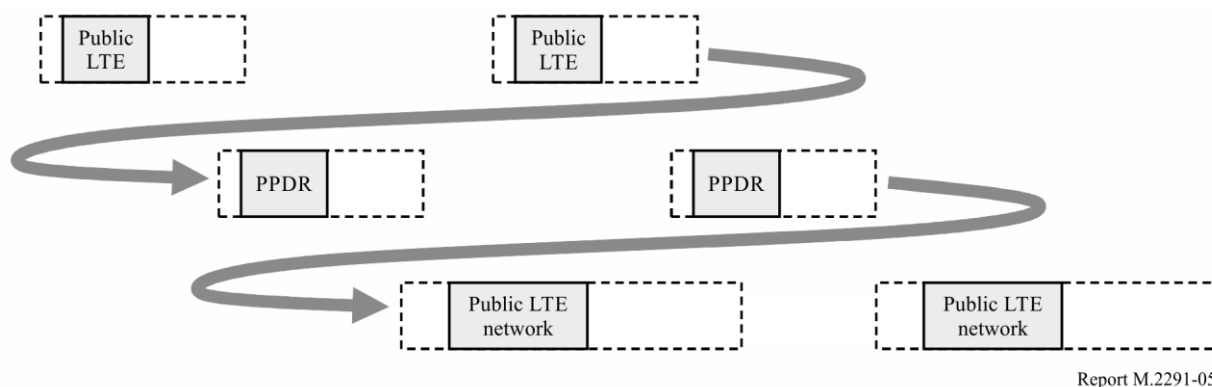 Public
LTE
Public
LTE
PPDR
PPDR
Public LTE
network
Public LTE
network
Report M.2291-05